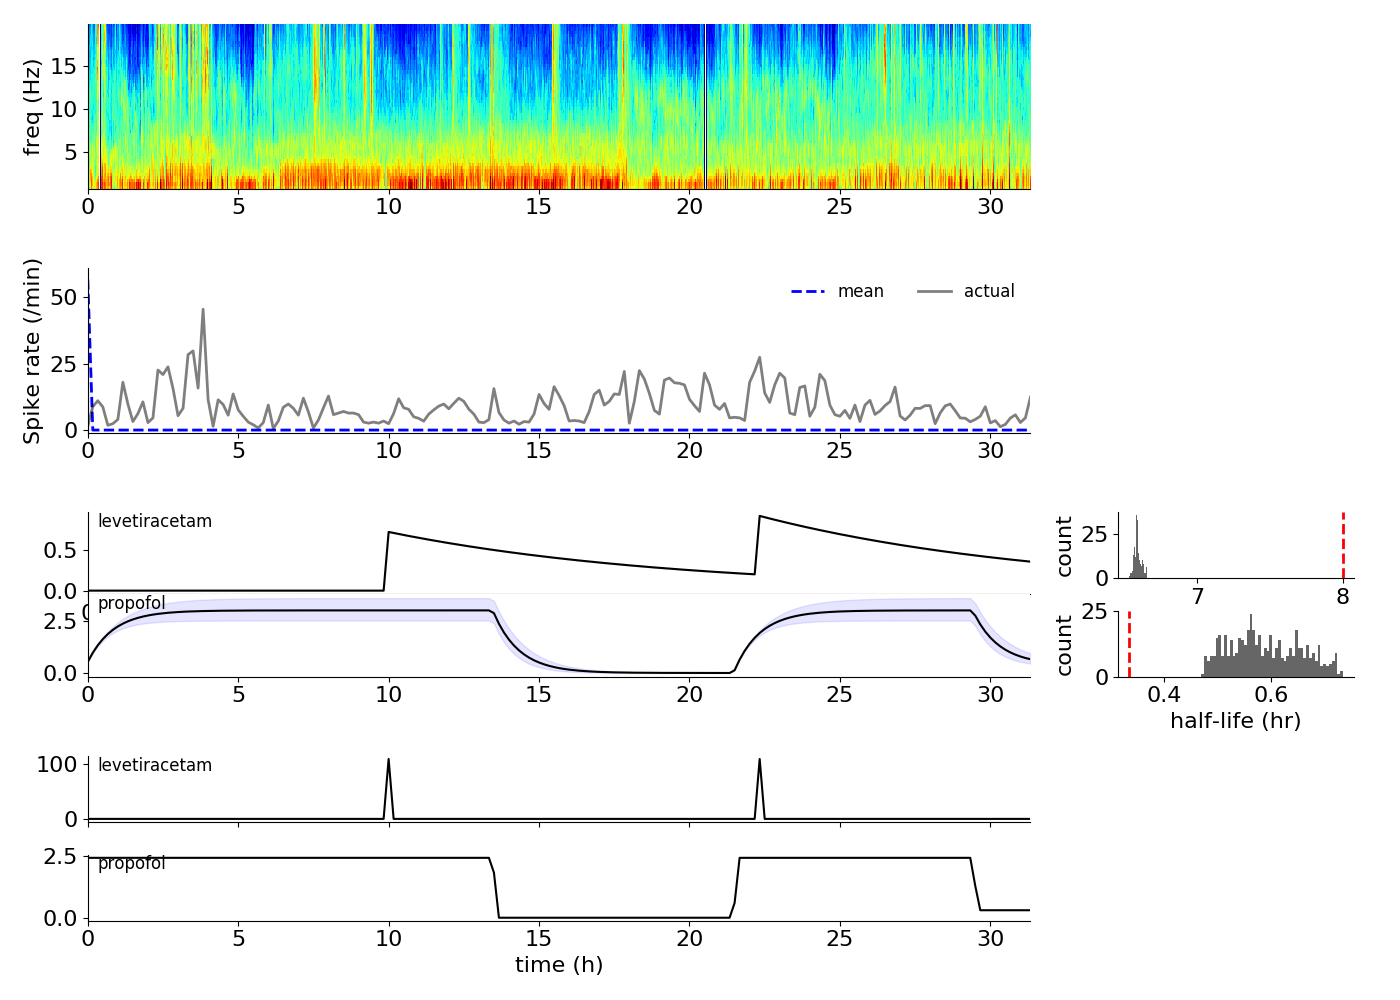 freq (Hz)
15
10
5
0 5 10 15 20 25 30
Spike rate (/min)
50
25
0
mean actual
0 5 10 15 20 25 30
levetiracetam
0.5
0.0
0
count
25
0
7 8
propofol
2.5
0.0
0 5 10 15 20 25 30
count
25
0
0.4 0.6
half-life (hr)
levetiracetam
100
0
propofol
2.5
0.0
0 5 10 15 20 25 30
time (h)